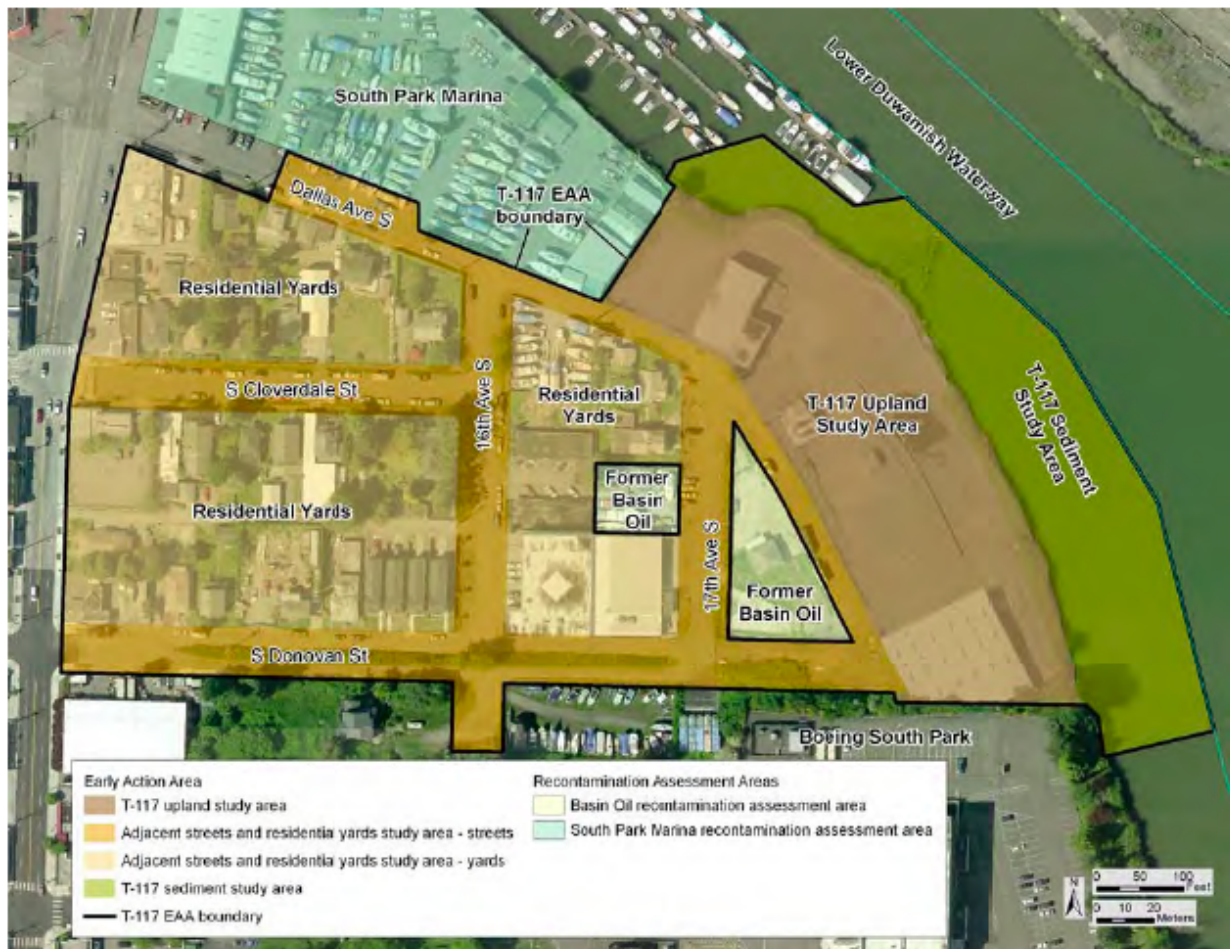 South Park Marina
Lower Duwamish Waterway
Dallas Ave S
T-117 EAA
boundary
Residential Yards
S Cloverdale St
16th Ave S
Residential
Yards
T-117 Upland
Study Area
T-117 Sediment
Study Area
Former
Basin
Oil
Residential Yards
17th Ave S
Former
Basin Oil
S Donovan St
Boeing South Park
Early Action Area
T-117 upland study area
Adjacent streets and residentia yards study area - streets
Adjacent streets and residentia yards study area - yards
T-117 sediment study area
T-117 EAA boundary
Recontamination Assessment Areas
Basin Oil recontamination assessment area
South Park Marina recontamination assessment area
N
0 50 100
Feet
0 10 20
Meters